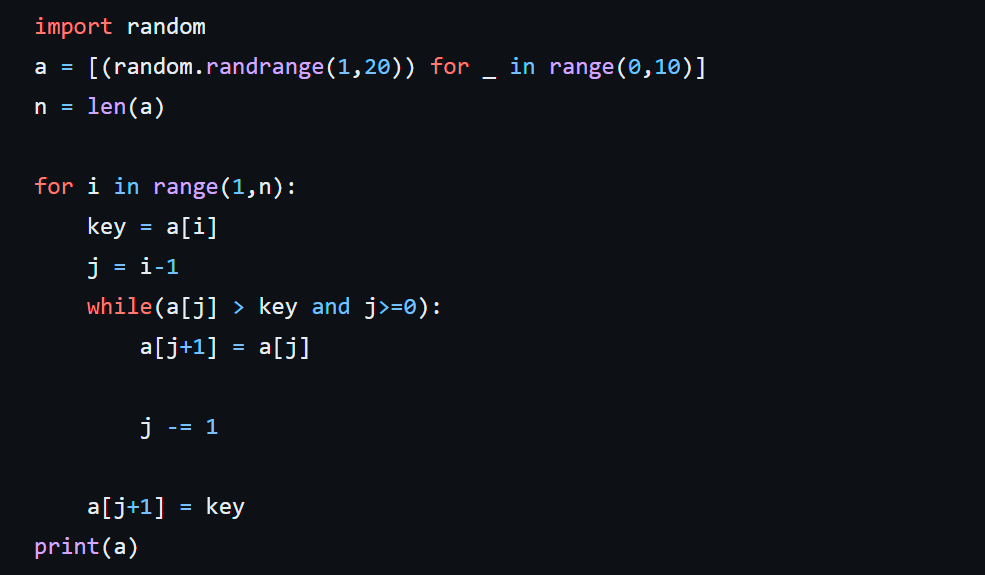 import random
a = [(random.randrange(1,20)) for _ in range(0,10)]
n = len(a)
for i in range(1,n):
    key = a[i]
    j = i-1
    while(a[j] > key and j>=0):
        a[j+1] = a[j]
        j -= 1
    a[j+1] = key
print(a)